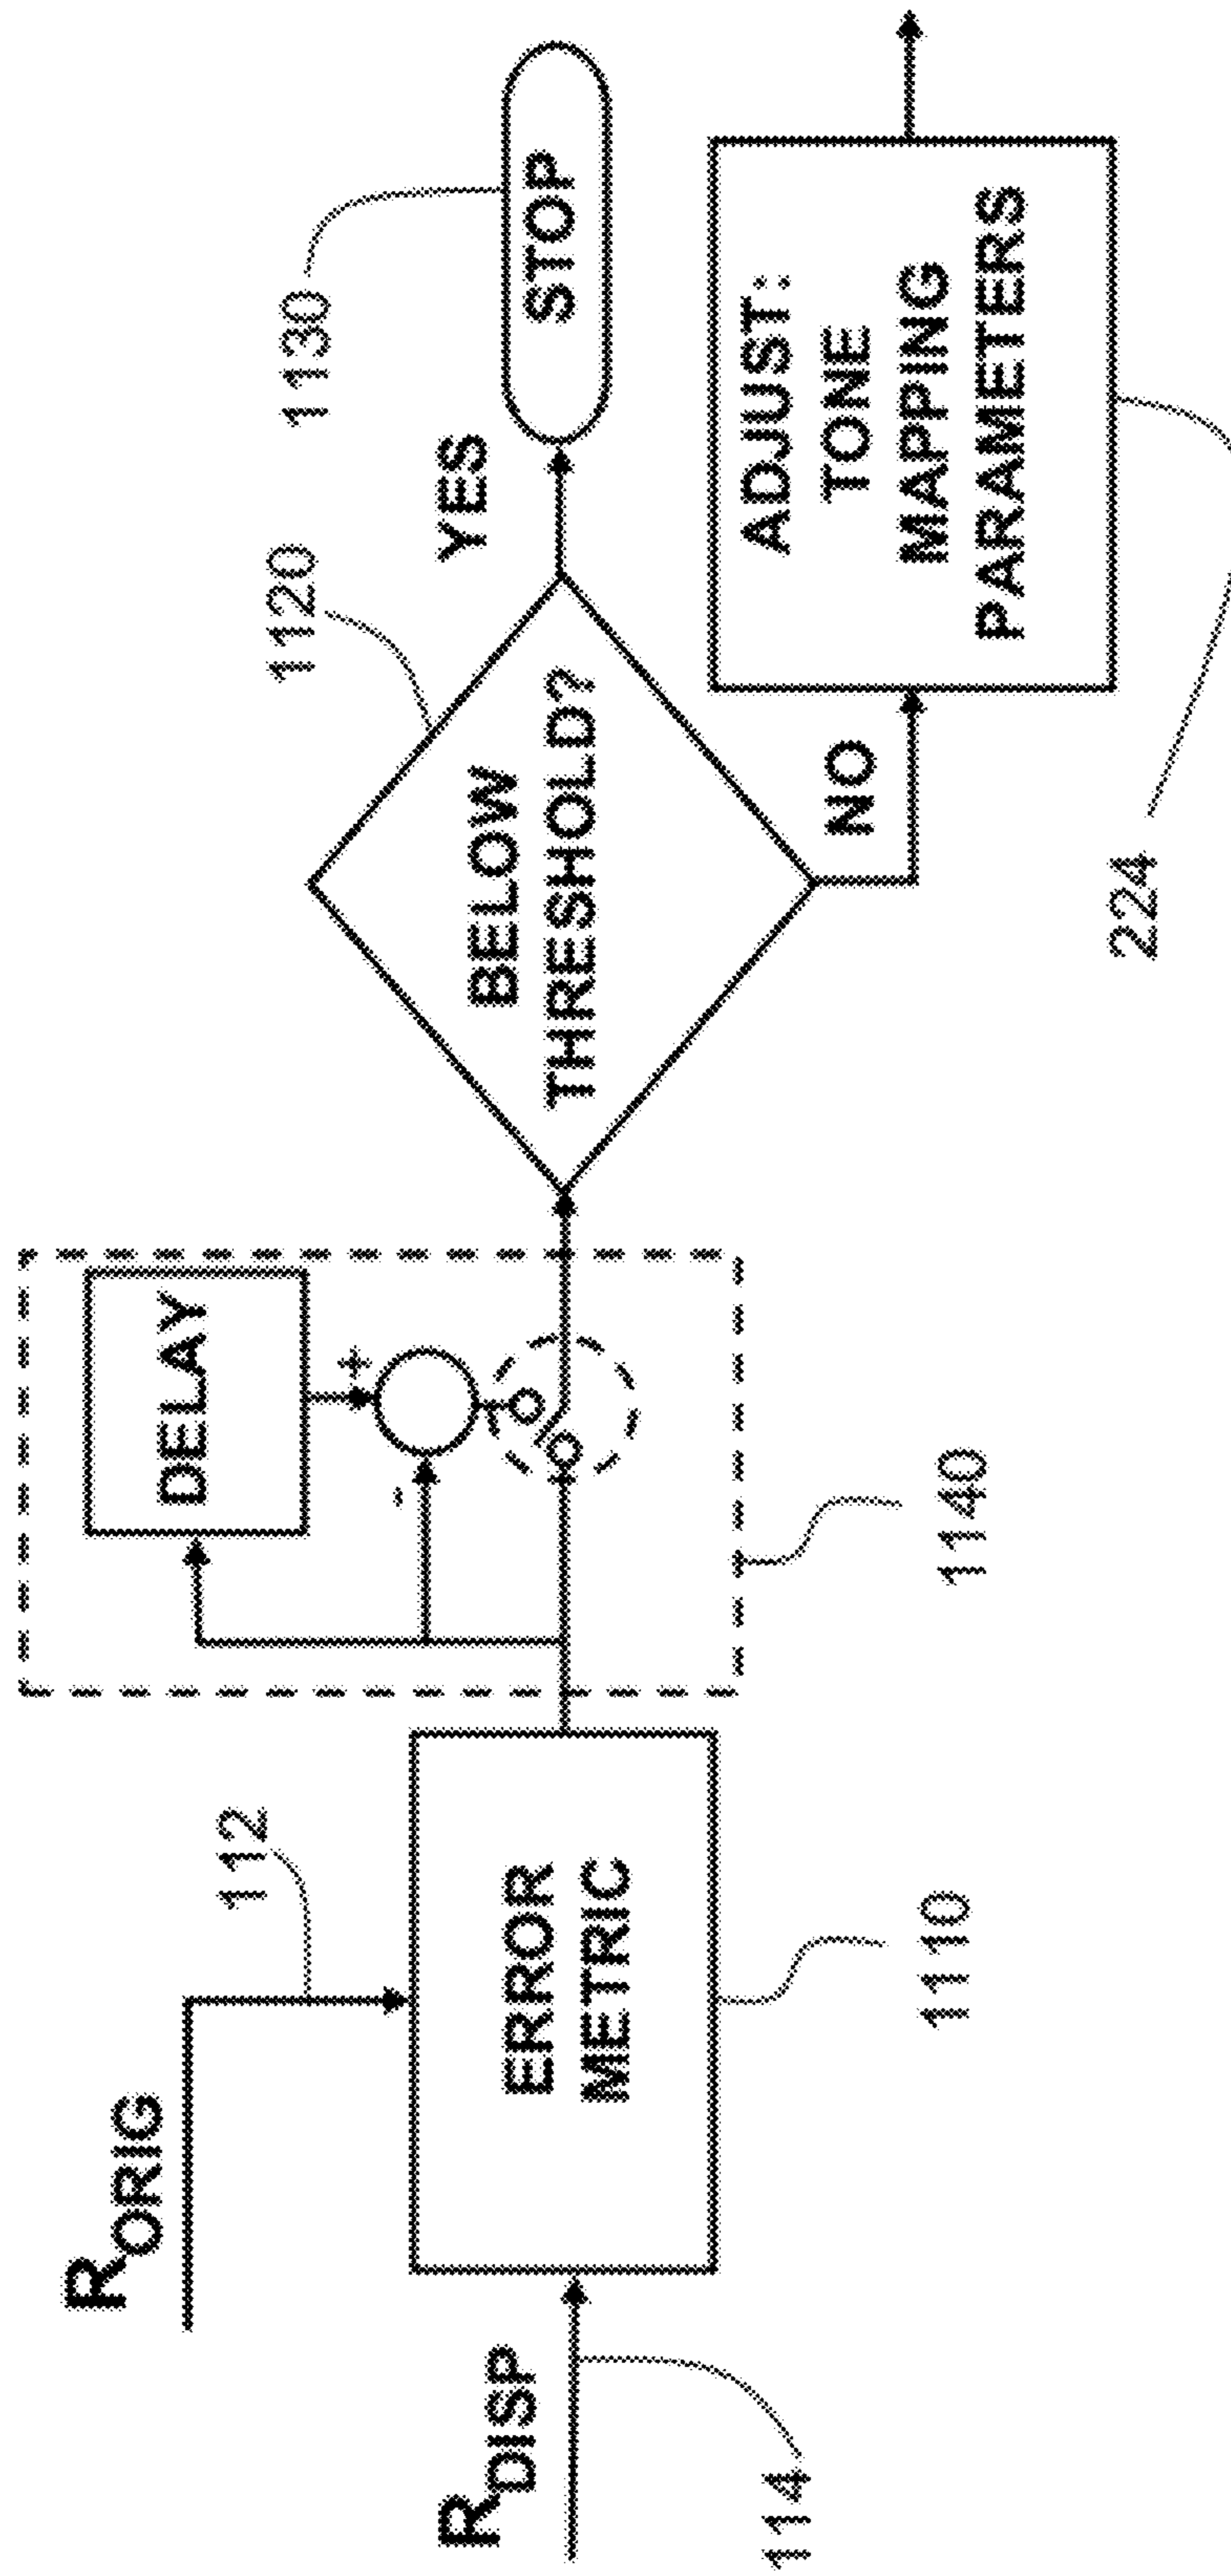 R_ORIG
112
R_DISP
114
ERROR
METRIC
1110
DELAY
+
-
1140
BELOW
THRESHOLD?
1120
YES
STOP
1130
NO
ADJUST:
TONE
MAPPING
PARAMETERS
224